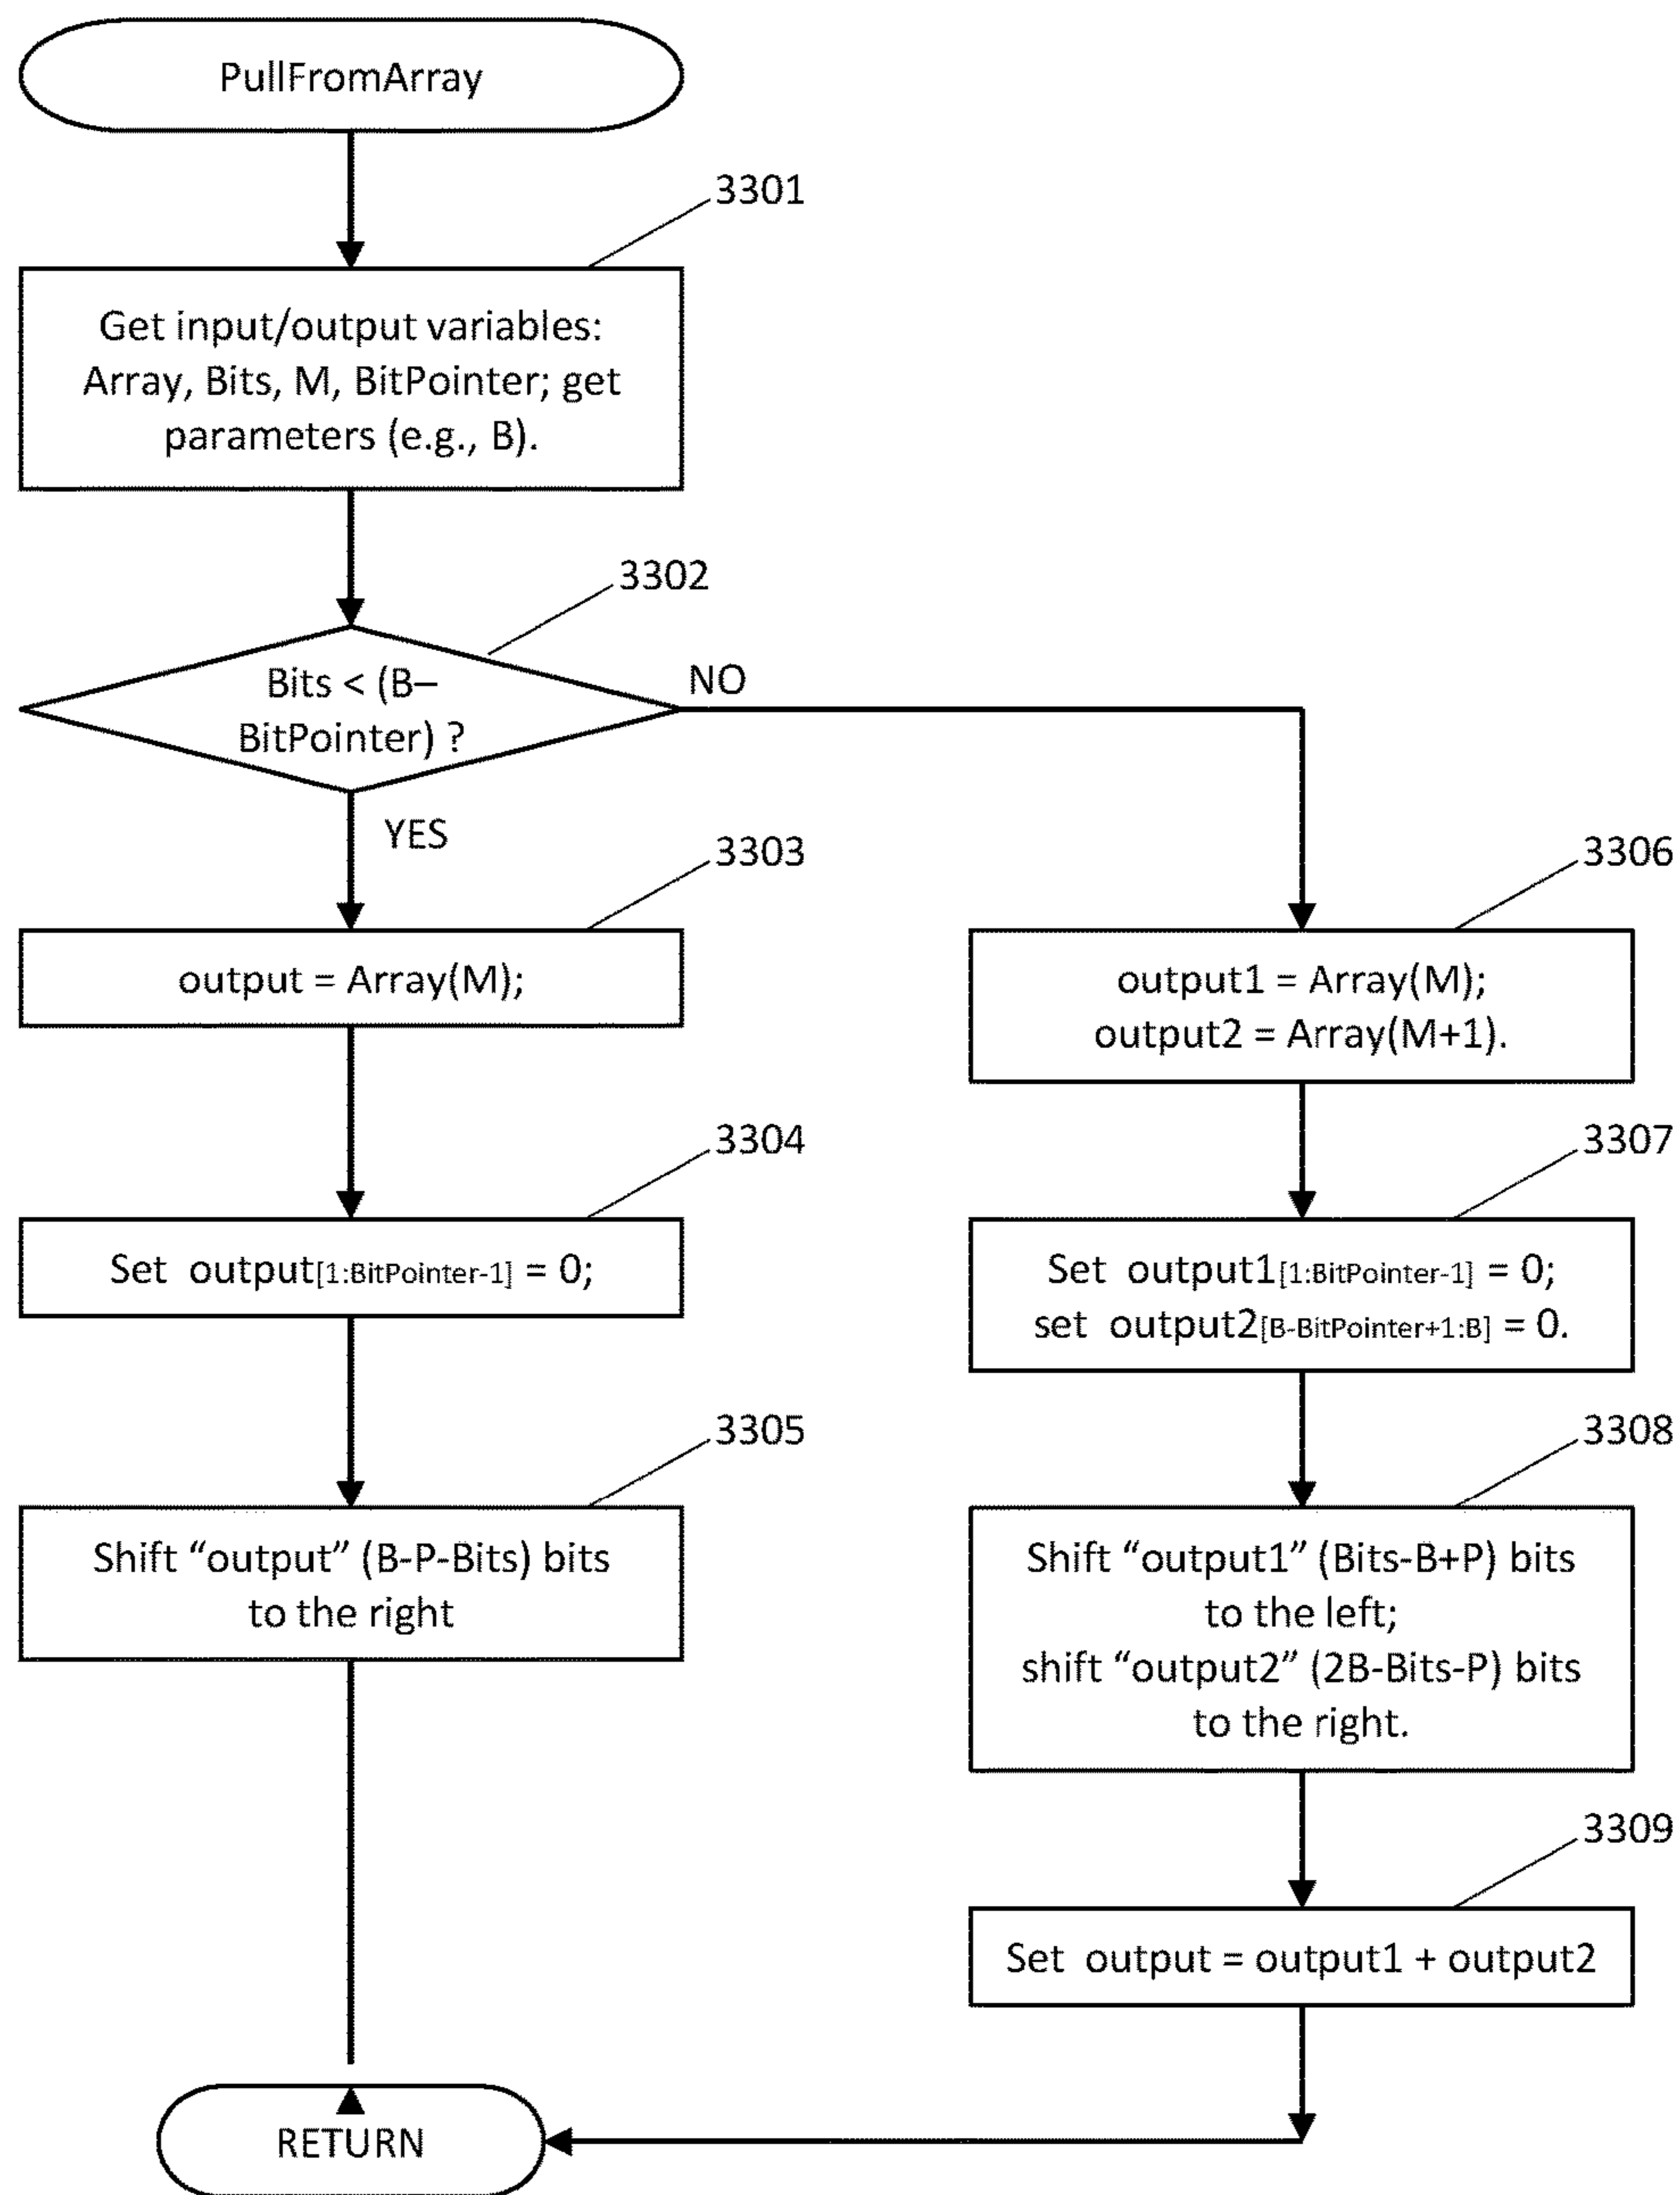 PullFromArray
3301
Get input/output variables:
Array, Bits, M, BitPointer; get
parameters (e.g., B).
3302
Bits < (B–
BitPointer) ?
NO
YES
3303
output = Array(M);
3304
Set output[1:BitPointer-1] = 0;
3305
Shift “output” (B-P-Bits) bits
to the right
3306
output1 = Array(M);
output2 = Array(M+1).
3307
Set output1[1:BitPointer-1] = 0;
set output2[B-BitPointer+1:B] = 0.
3308
Shift “output1” (Bits-B+P) bits
to the left;
shift “output2” (2B-Bits-P) bits
to the right.
3309
Set output = output1 + output2
RETURN